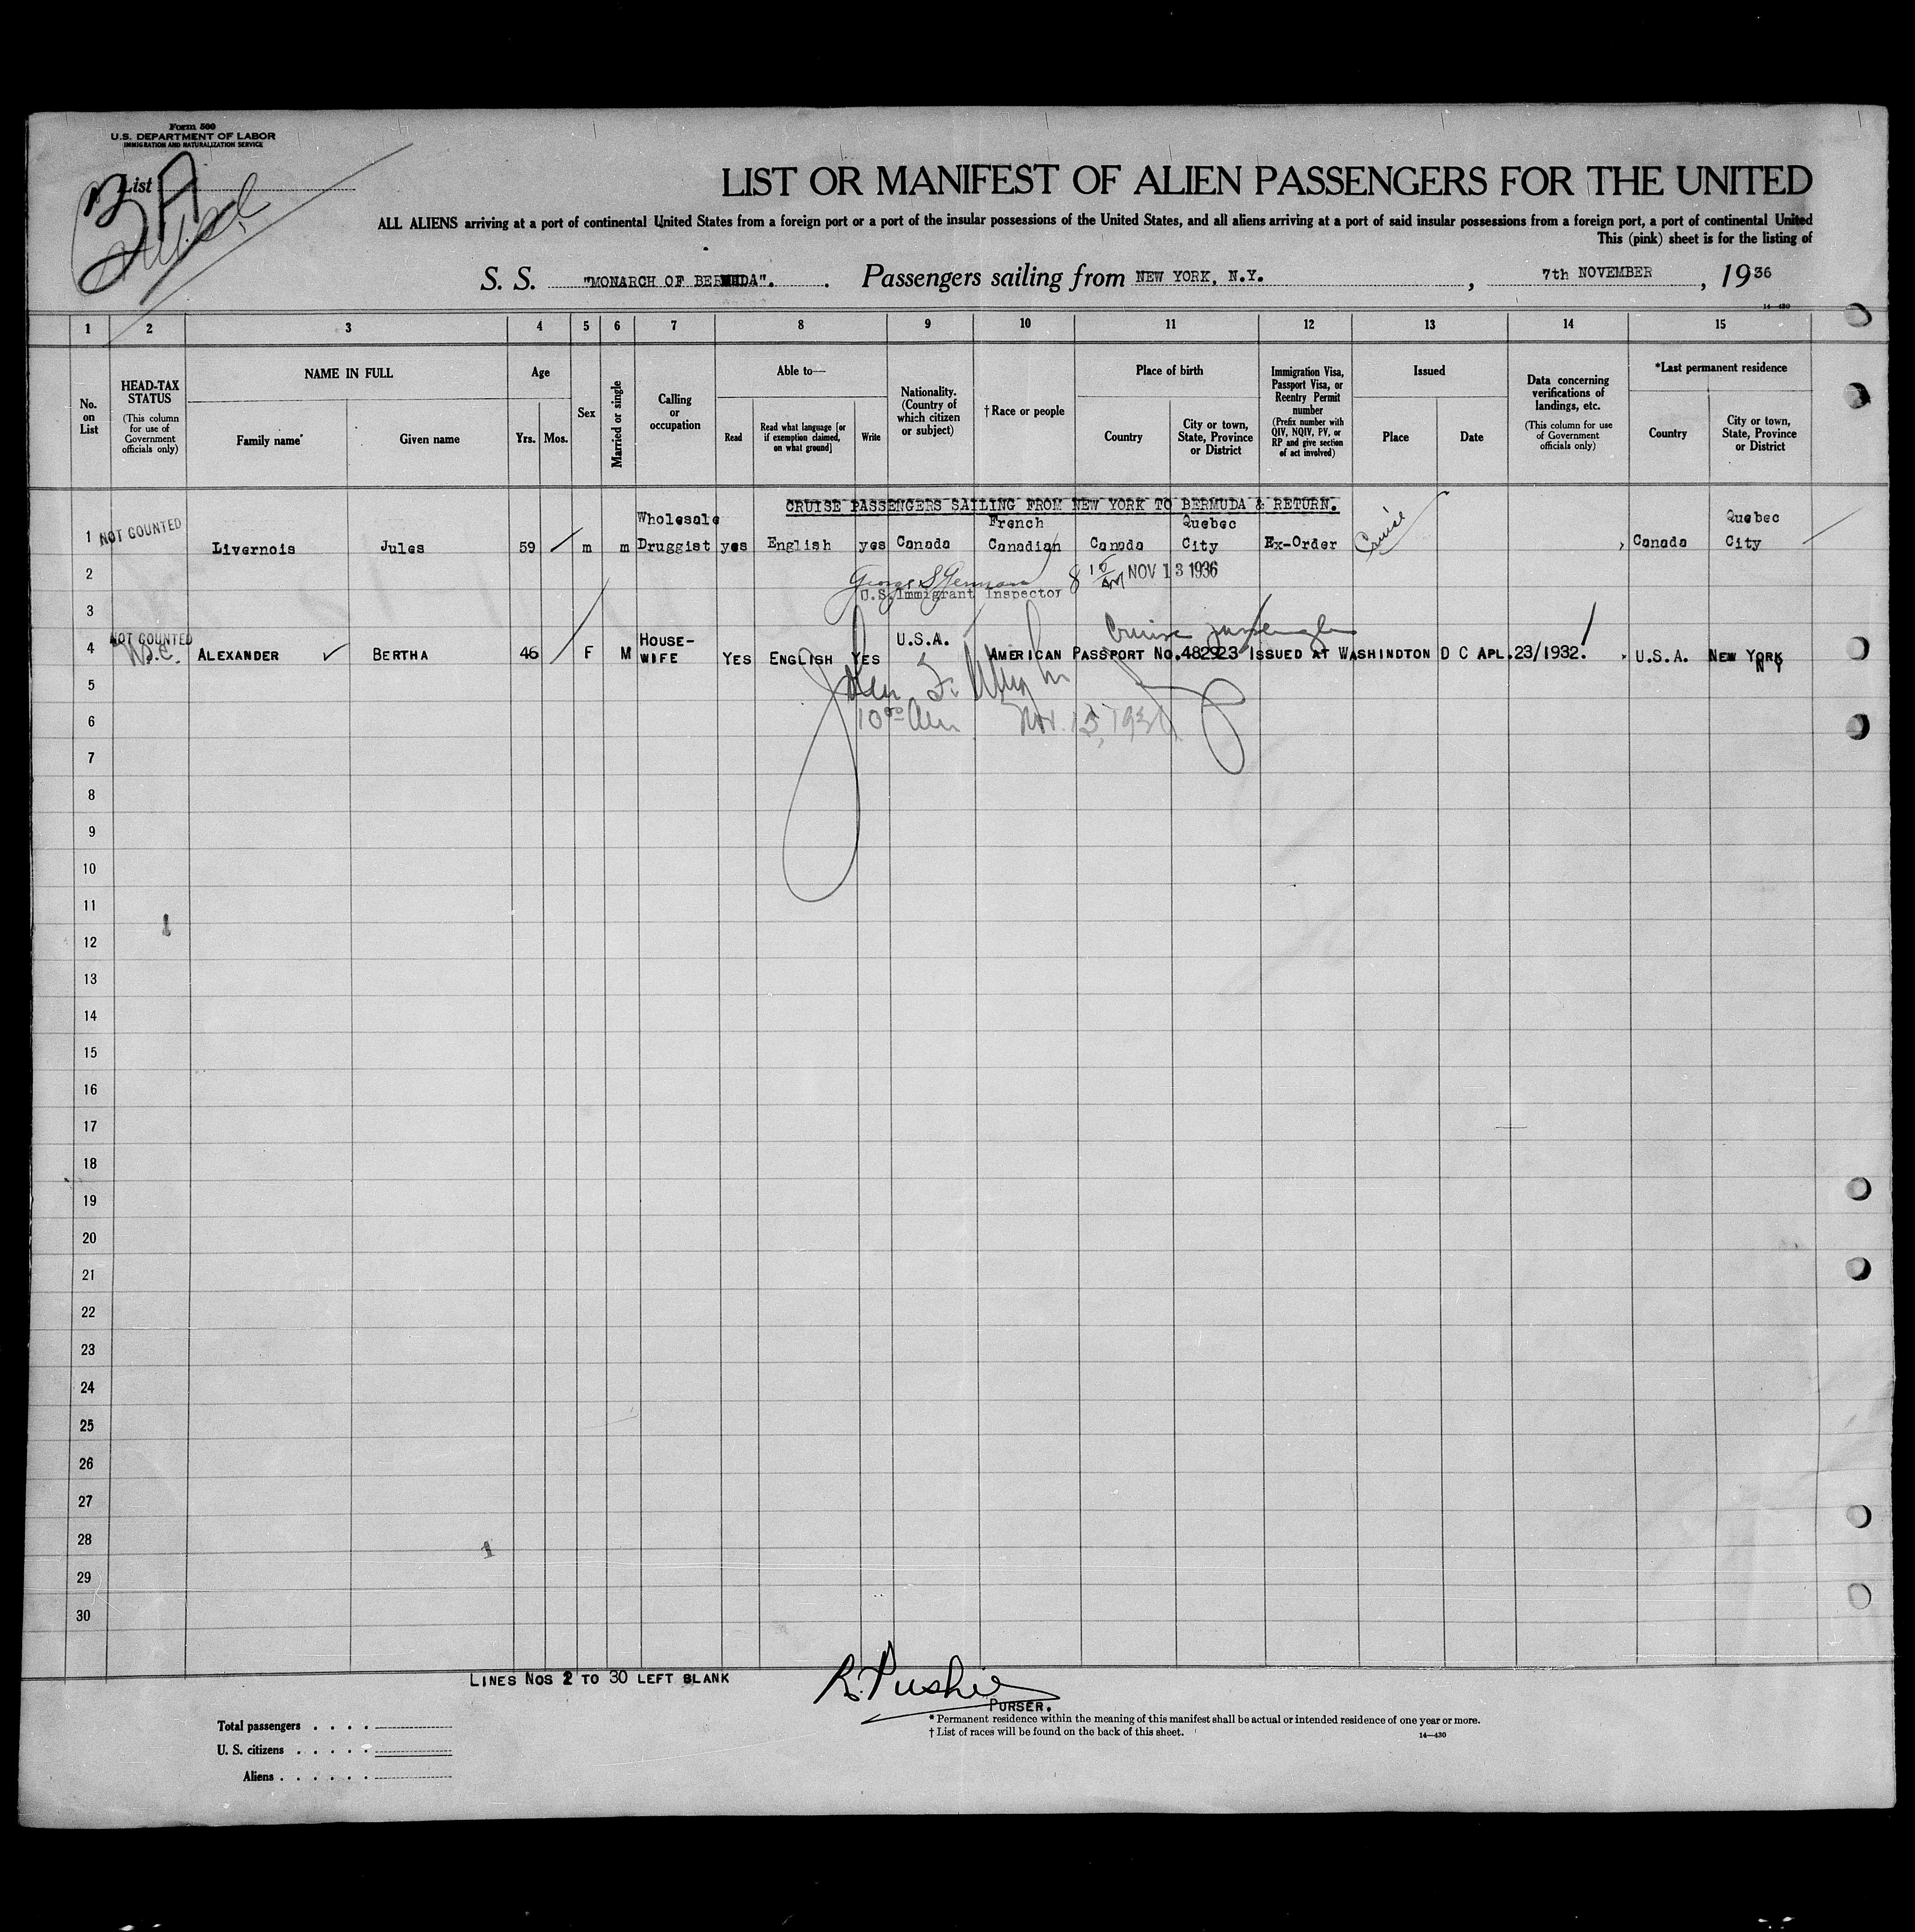 Form 500
U.S. DEPARTMENT OF LABOR
IMMIGRATION AND NATURALIZATION SERVICE
List
3A
LIST OR MANIFEST OF ALIEN PASSENGERS FOR THE UNITED
ALL ALIENS arriving at a port of continental United States from a foreign port or a port of the insular possessions of the United States, and all aliens arriving at a port of said insular possessions from a foreign port, a port of continental United
This (pink) sheet is for the listing of
S. S. "MONARCH OF BERMUDA". Passengers sailing from NEW YORK, N.Y., 7th NOVEMBER, 1936
14—430
1 2 3 4 5 6 7 8 9 10 11 12 13 14 15
No. on List
HEAD-TAX STATUS
(This column for use of Government officials only)
NAME IN FULL
Family name
Given name
Age
Yrs. Mos.
Sex
Married or single
Calling or occupation
Able to—
Read
Read what language [or if exemption claimed, on what ground]
Write
Nationality. (Country of which citizen or subject)
† Race or people
Place of birth
Country
City or town, State, Province or District
Immigration Visa, Passport Visa, or Reentry Permit number
(Prefix number with QIV, NQIV, PV, or RP and give section of act involved)
Issued
Place
Date
Data concerning verifications of landings, etc.
(This column for use of Government officials only)
*Last permanent residence
Country
City or town, State, Province or District
CRUISE PASSENGERS SAILING FROM NEW YORK TO BERMUDA & RETURN.
1 NOT COUNTED Livernois Jules 59 m m Wholesale Druggist yes English yes Canada French Canadian Canada Quebec City Ex-Order Cruise Canada Quebec City
2 George S 8 15 AM NOV 13 1936
U.S. Immigrant Inspector
3
Cruise passenger
4 NOT COUNTED ALEXANDER BERTHA 46 F M HOUSE-WIFE YES ENGLISH YES U.S.A. AMERICAN PASSPORT NO.482923 ISSUED AT WASHINDTON D C APL.23/1932. U.S.A. NEW YORK N Y
5
6 10 00 Am Nov. 13, 1936
7
8
9
10
11
12
13
14
15
16
17
18
19
20
21
22
23
24
25
26
27
28
29
30
LINES NOS 2 TO 30 LEFT BLANK
R. Pushie
PURSER.
Total passengers
U. S. citizens
Aliens
* Permanent residence within the meaning of this manifest shall be actual or intended residence of one year or more.
† List of races will be found on the back of this sheet.
14—430